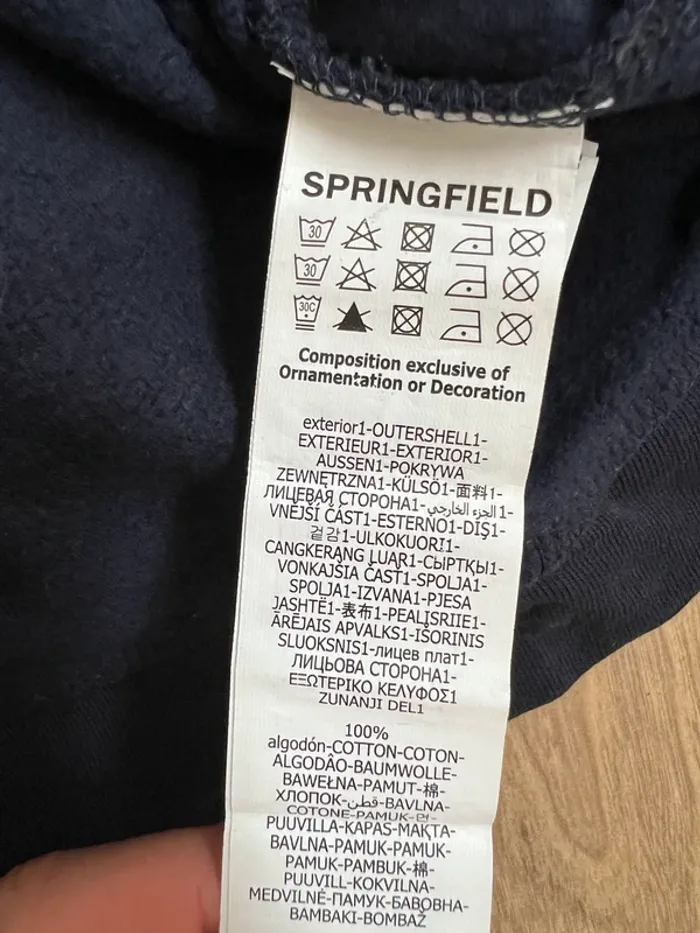 SPRINGFIELD
30
30
30C
Composition exclusive of
Ornamentation or Decoration
exterior1-OUTERSHELL1-
EXTERIEUR1-EXTERIOR1-
AUSSEN1-POKRYWA
ZEWNĘTRZNA1-KÜLSÖ1-面料1-
ЛИЦЕВАЯ СТОРОНА1-الجزء الخارجي1-
VNĚJŠÍ ČÁST1-ESTERNO1-DIŞ1-
겉감1-ULKOKUORI1-
CANGKERANG LUAR1-СЫРТҚЫ1-
VONKAJŠIA ČASŤ1-SPOLJA1-
SPOLJA1-IZVANA1-PJESA
JASHTË1-表布1-PEALISRIIE1-
ĀRĒJAIS APVALKS1-IŠORINIS
SLUOKSNIS1-лицев плат1-
ЛИЦЬОВА СТОРОНА1-
ΕΞΩΤΕΡΙΚΟ ΚΕΛΥΦΟΣ1
ZUNANJI DEL1
100%
algodón-COTTON-COTON-
ALGODÂO-BAUMWOLLE-
BAWEŁNA-PAMUT-棉-
ХЛОПОК-قطن-BAVLNA-
COTONE-PAMUK-면-
PUUVILLA-KAPAS-МАҚТА-
BAVLNA-PAMUK-PAMUK-
PAMUK-PAMBUK-棉-
PUUVILL-KOKVILNA-
MEDVILNĖ-ПАМУК-БАВОВНА-
BAMBAKI-BOMBAŽ